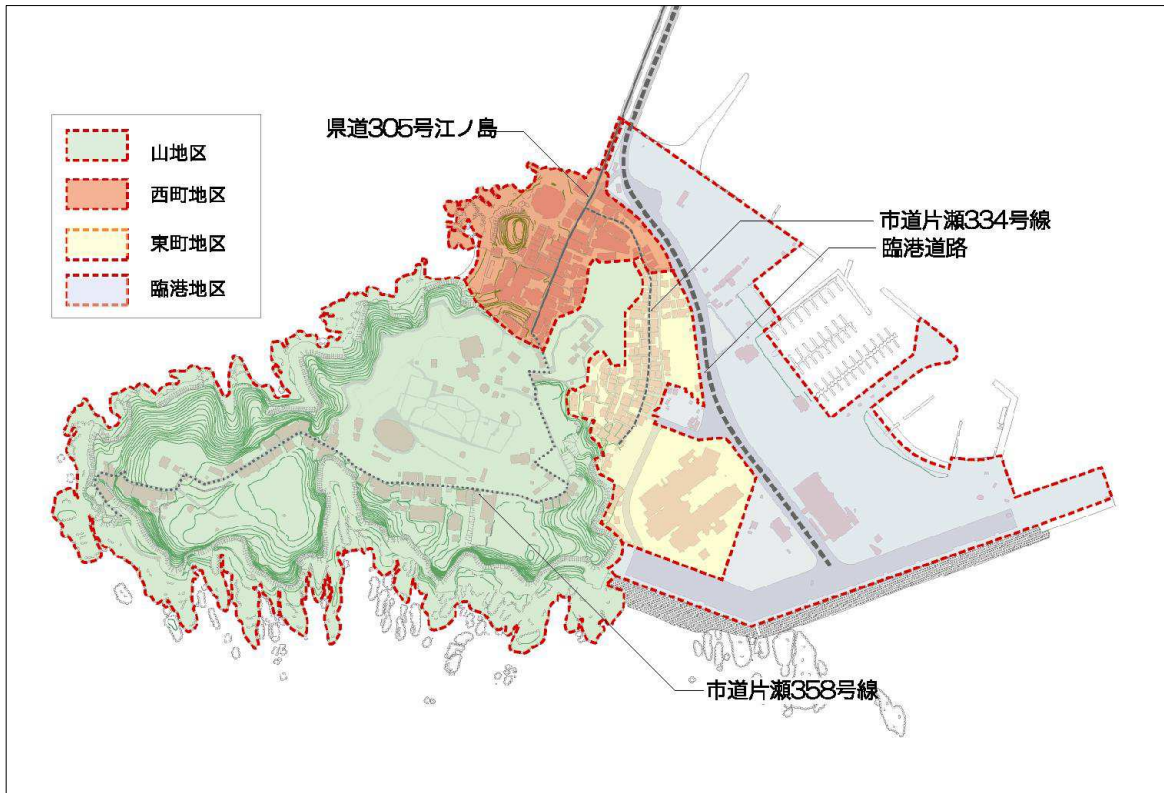 県道305号江ノ島
山地区
西町地区
東町地区
臨港地区
市道片瀬334号線
臨港道路
市道片瀬358号線